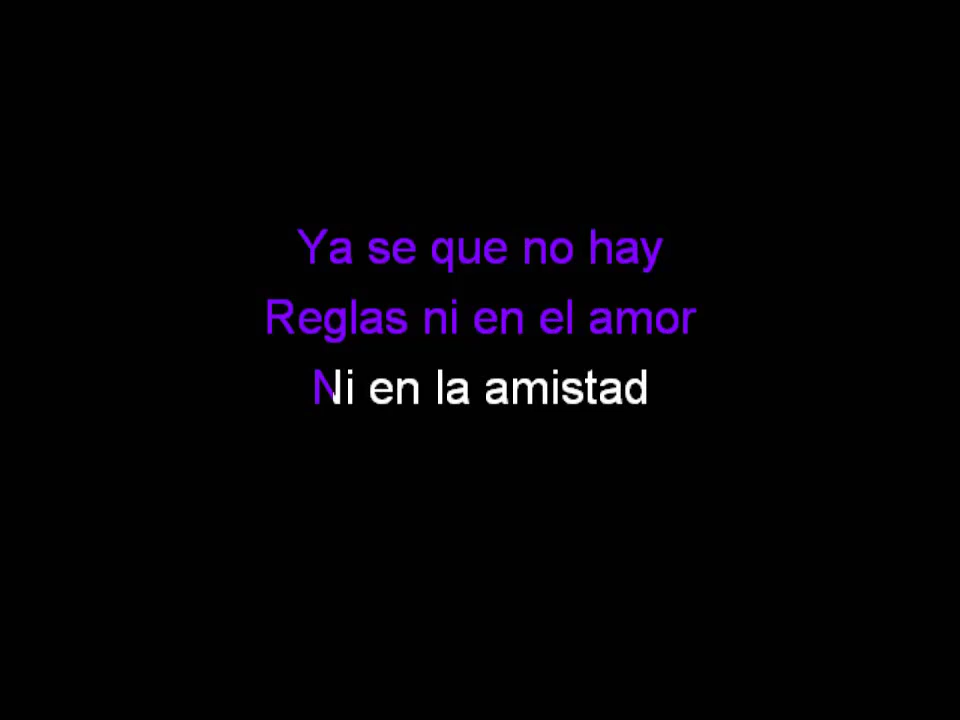 Ya se que no hay
Reglas ni en el amor
Ni en la amistad